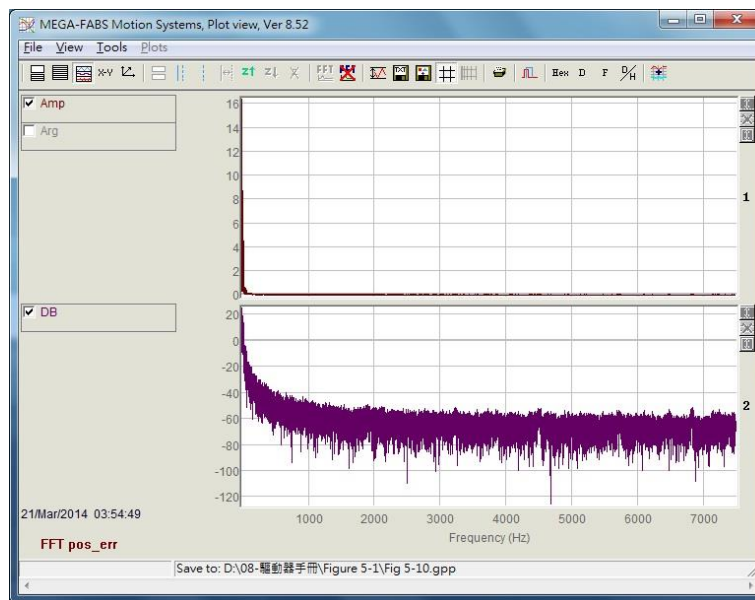 MEGA-FABS Motion Systems, Plot view, Ver 8.52
File View Tools Plots
X-Y FFT TXT Hex D F D/H
Amp
Arg
16
14
12
10
8
6
4
2
0
1
DB
20
0
-20
-40
-60
-80
-100
-120
2
1000 2000 3000 4000 5000 6000 7000
Frequency (Hz)
21/Mar/2014 03:54:49
FFT pos_err
Save to: D:\08-驅動器手冊\Figure 5-1\Fig 5-10.gpp